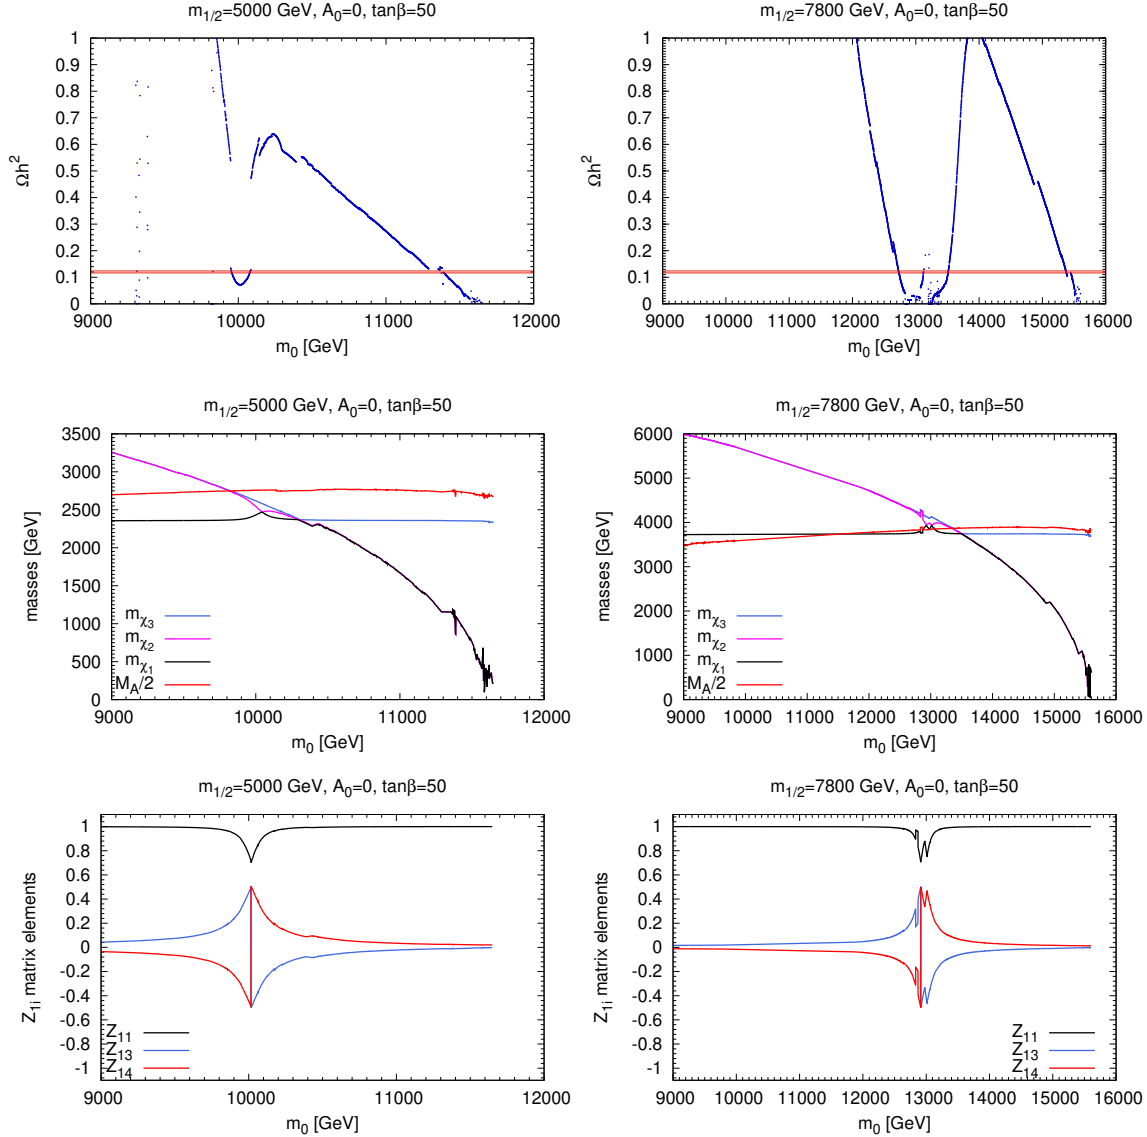 m1/2=5000 GeV, A0=0, tanβ=50
Ωh²
1
0.9
0.8
0.7
0.6
0.5
0.4
0.3
0.2
0.1
0
9000 10000 11000 12000
m0 [GeV]
m1/2=7800 GeV, A0=0, tanβ=50
Ωh²
1
0.9
0.8
0.7
0.6
0.5
0.4
0.3
0.2
0.1
0
9000 10000 11000 12000 13000 14000 15000 16000
m0 [GeV]
m1/2=5000 GeV, A0=0, tanβ=50
masses [GeV]
3500
3000
2500
2000
1500
1000
500
0
mχ3
mχ2
mχ1
MA/2
9000 10000 11000 12000
m0 [GeV]
m1/2=7800 GeV, A0=0, tanβ=50
masses [GeV]
6000
5000
4000
3000
2000
1000
0
mχ3
mχ2
mχ1
MA/2
9000 10000 11000 12000 13000 14000 15000 16000
m0 [GeV]
m1/2=5000 GeV, A0=0, tanβ=50
Z1i matrix elements
1
0.8
0.6
0.4
0.2
0
-0.2
-0.4
-0.6
-0.8
-1
Z11
Z13
Z14
9000 10000 11000 12000
m0 [GeV]
m1/2=7800 GeV, A0=0, tanβ=50
Z1i matrix elements
1
0.8
0.6
0.4
0.2
0
-0.2
-0.4
-0.6
-0.8
-1
Z11
Z13
Z14
9000 10000 11000 12000 13000 14000 15000 16000
m0 [GeV]